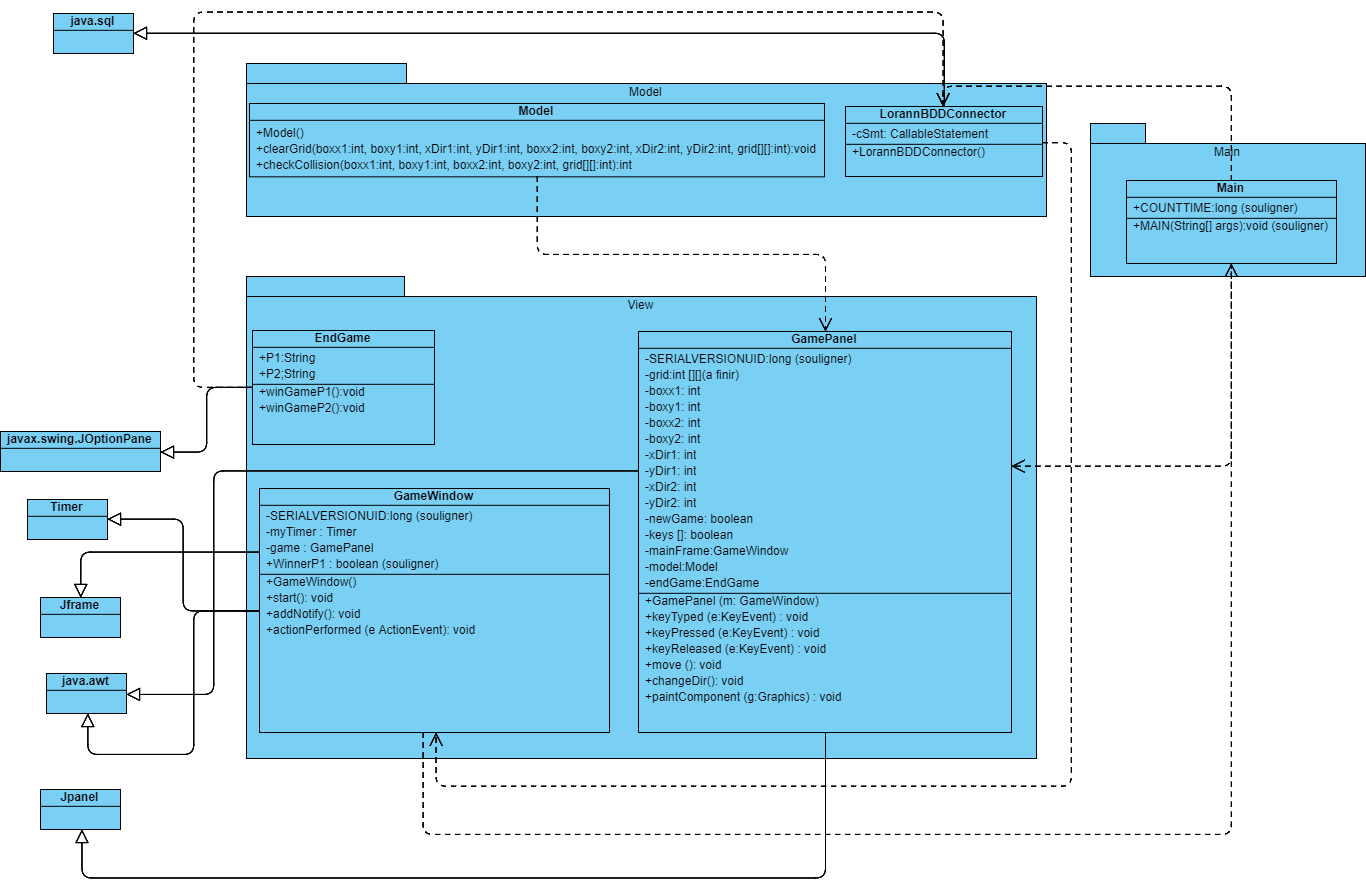 java.sql
Model
Model
+Model()
+clearGrid(boxx1:int, boxy1:int, xDir1:int, yDir1:int, boxx2:int, boxy2:int, xDir2:int, yDir2:int, grid[][]:int):void
+checkCollision(boxx1:int, boxy1:int, boxx2:int, boxy2:int, grid[][]:int):int
LorannBDDConnector
-cSmt: CallableStatement
+LorannBDDConnector()
Main
Main
+COUNTTIME:long (souligner)
+MAIN(String[] args):void (souligner)
View
EndGame
+P1:String
+P2;String
+winGameP1():void
+winGameP2():void
GamePanel
-SERIALVERSIONUID:long (souligner)
-grid:int [][](a finir)
-boxx1: int
-boxy1: int
-boxx2: int
-boxy2: int
-xDir1: int
-yDir1: int
-xDir2: int
-yDir2: int
-newGame: boolean
-keys []: boolean
-mainFrame:GameWindow
-model:Model
-endGame:EndGame
+GamePanel (m: GameWindow)
+keyTyped (e:KeyEvent) : void
+keyPressed (e:KeyEvent) : void
+keyReleased (e:KeyEvent) : void
+move (): void
+changeDir(): void
+paintComponent (g:Graphics) : void
javax.swing.JOptionPane
GameWindow
-SERIALVERSIONUID:long (souligner)
-myTimer : Timer
-game : GamePanel
+WinnerP1 : boolean (souligner)
+GameWindow()
+start(): void
+addNotify(): void
+actionPerformed (e ActionEvent): void
Timer
Jframe
java.awt
Jpanel